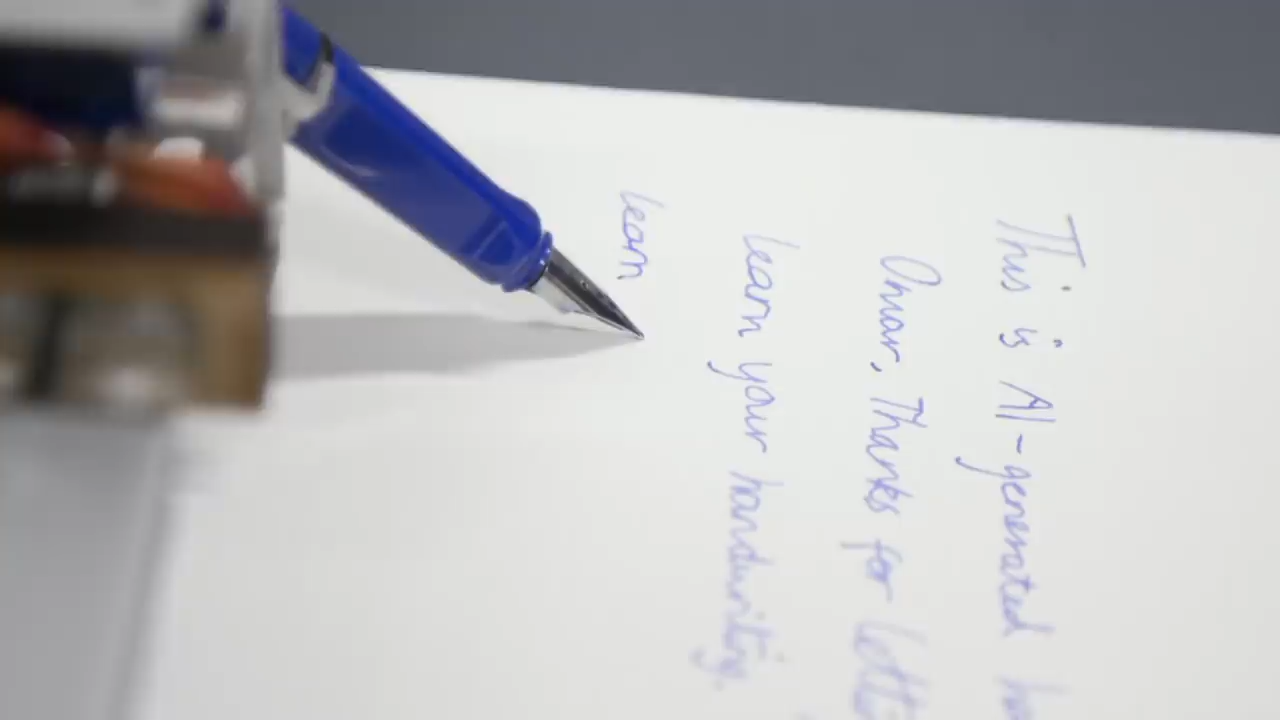 This is AI-generated
Omar, Thanks for
learn your handwriting.
learn